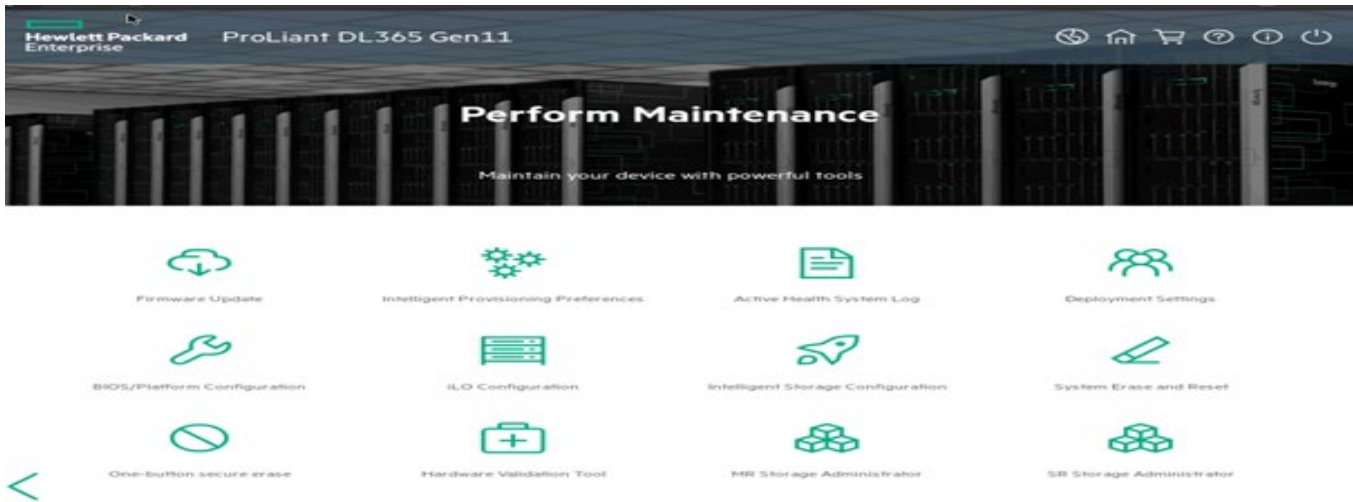 Hewlett Packard
Enterprise
ProLiant DL365 Gen11
Perform Maintenance
Maintain your device with powerful tools
Firmware Update
Intelligent Provisioning Preferences
Active Health System Log
Deployment Settings
BIOS/Platform Configuration
iLO Configuration
Intelligent Storage Configuration
System Erase and Reset
One-button secure erase
Hardware Validation Tool
MR Storage Administrator
SR Storage Administrator